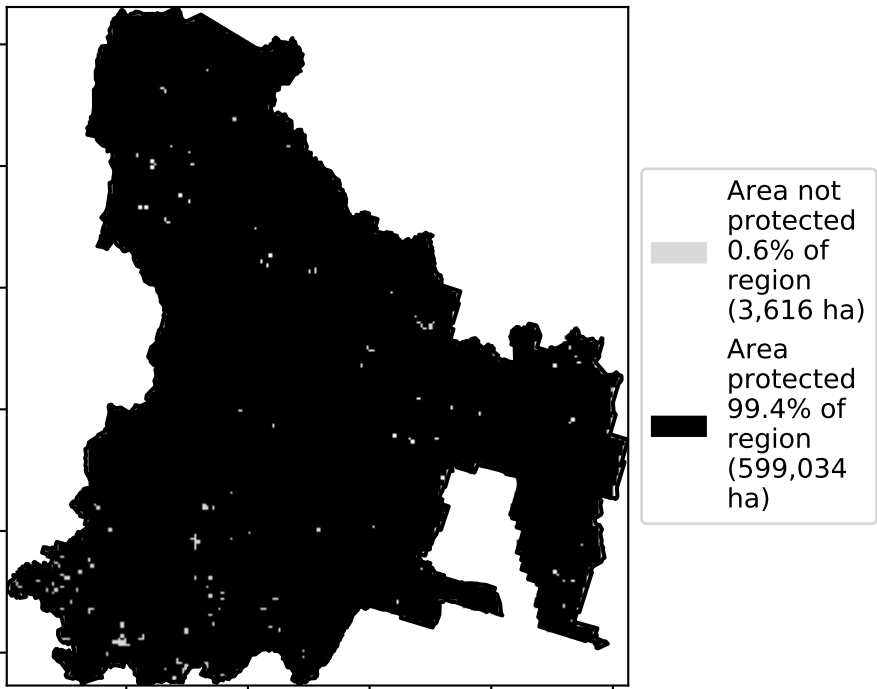 Area not
protected
0.6% of
region
(3,616 ha)
Area
protected
99.4% of
region
(599,034
ha)